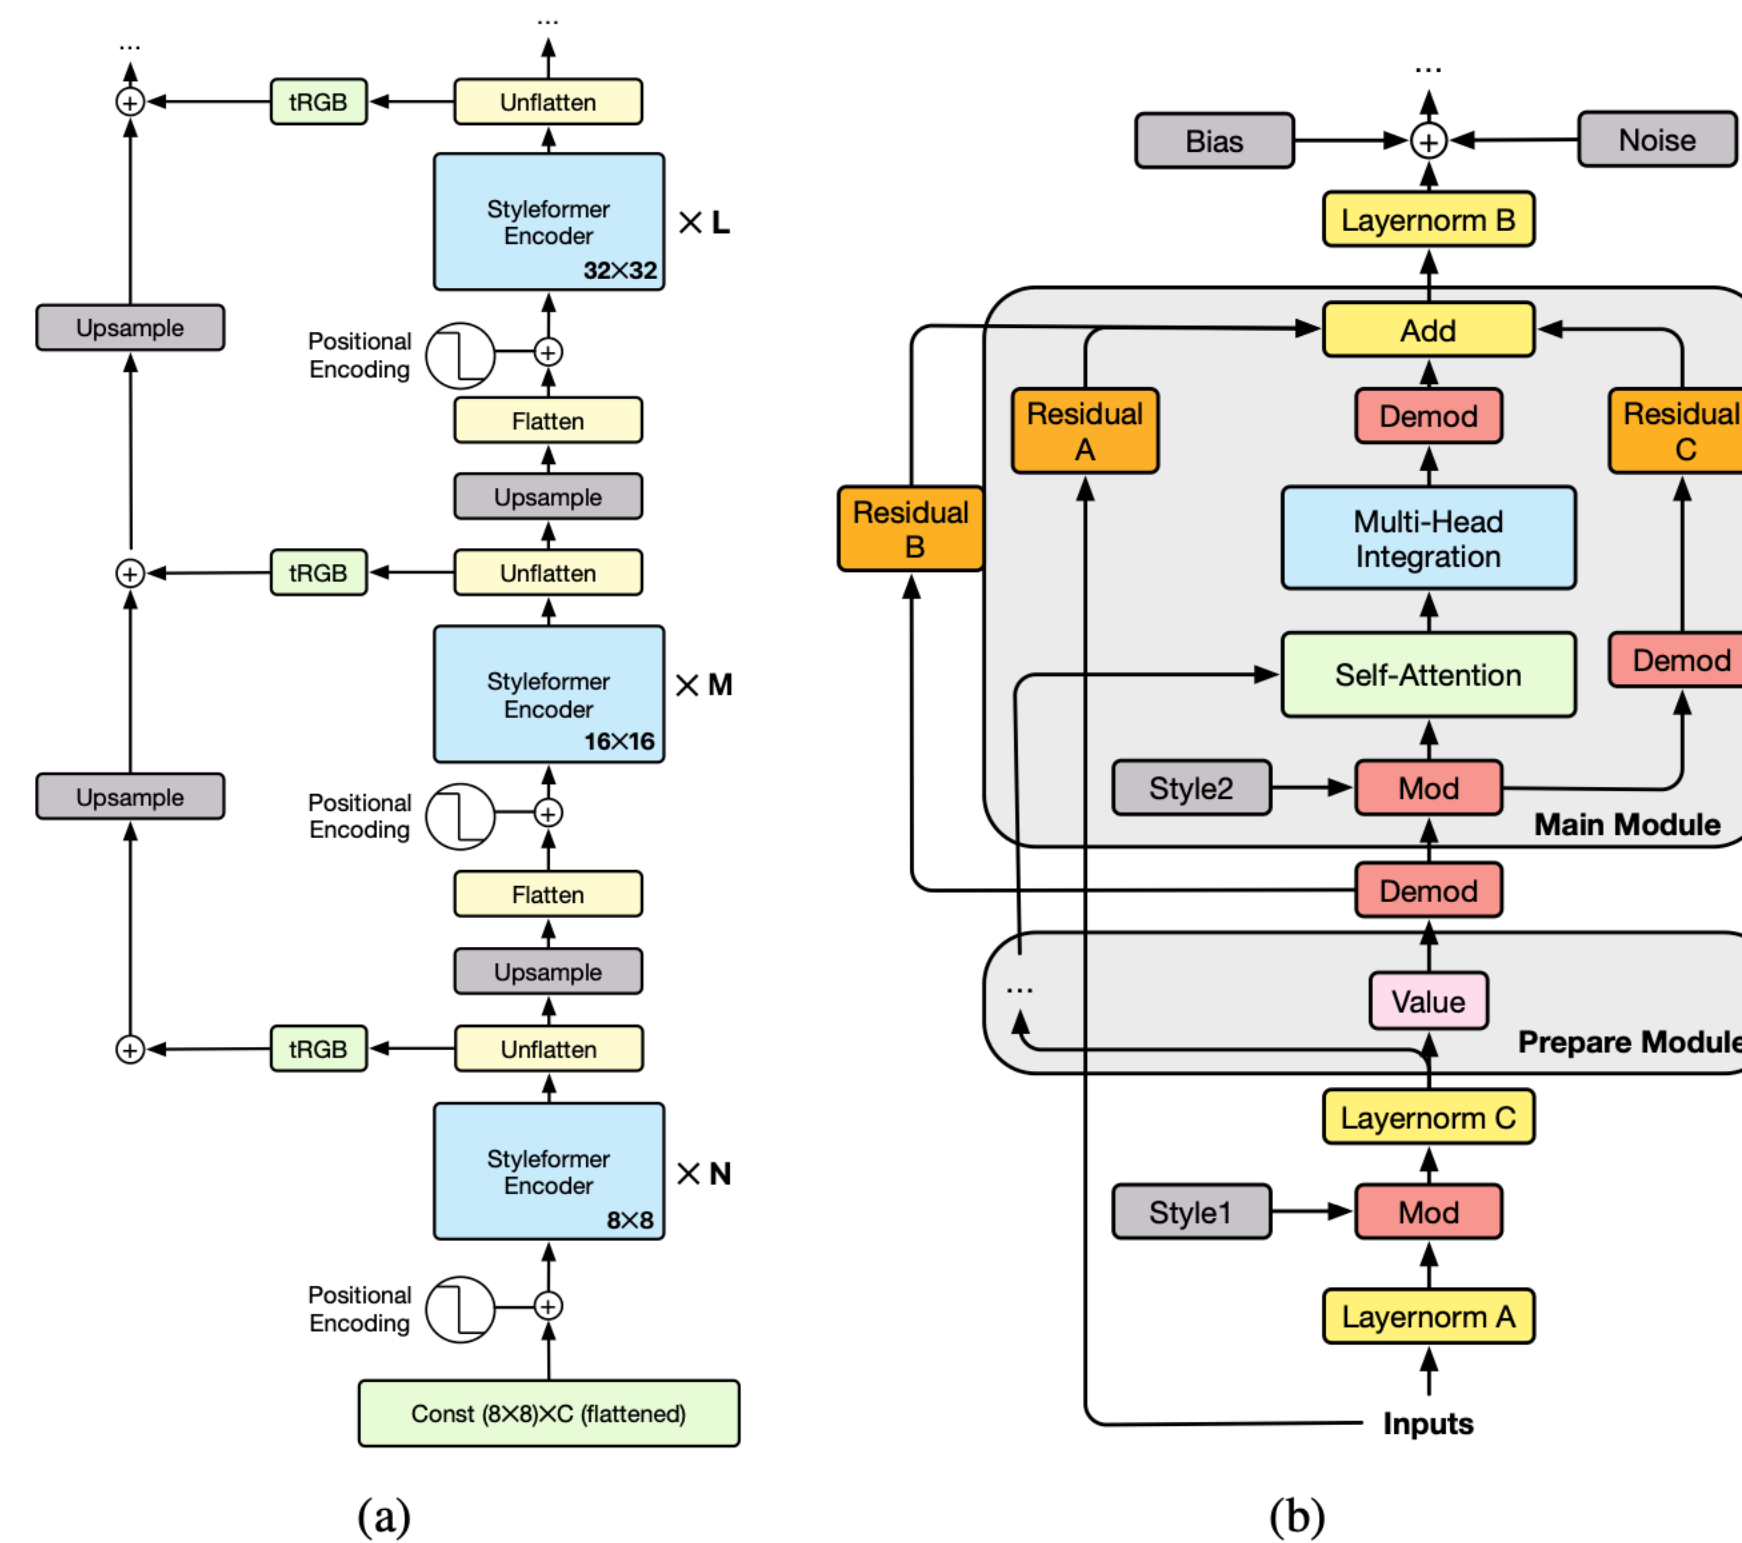 ...
...
tRGB
Unflatten
Styleformer
Encoder
32×32
× L
Upsample
Positional
Encoding
Flatten
Upsample
tRGB
Unflatten
Styleformer
Encoder
16×16
× M
Upsample
Positional
Encoding
Flatten
Upsample
tRGB
Unflatten
Styleformer
Encoder
8×8
× N
Positional
Encoding
Const (8×8)×C (flattened)
(a)
...
Bias
Noise
Layernorm B
Add
Residual
A
Demod
Residual
C
Residual
B
Multi-Head
Integration
Self-Attention
Demod
Style2
Mod
Main Module
Demod
...
Value
Prepare Module
Layernorm C
Style1
Mod
Layernorm A
Inputs
(b)